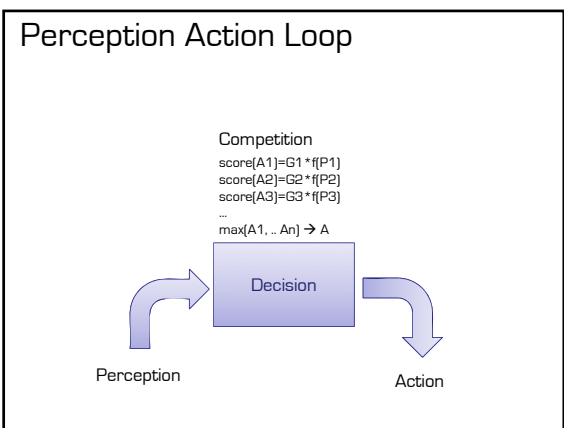 Perception Action Loop
Competition
score(A1)=G1*f(P1)
score(A2)=G2*f(P2)
score(A3)=G3*f(P3)
...
max(A1, .. An) → A
Decision
Perception
Action